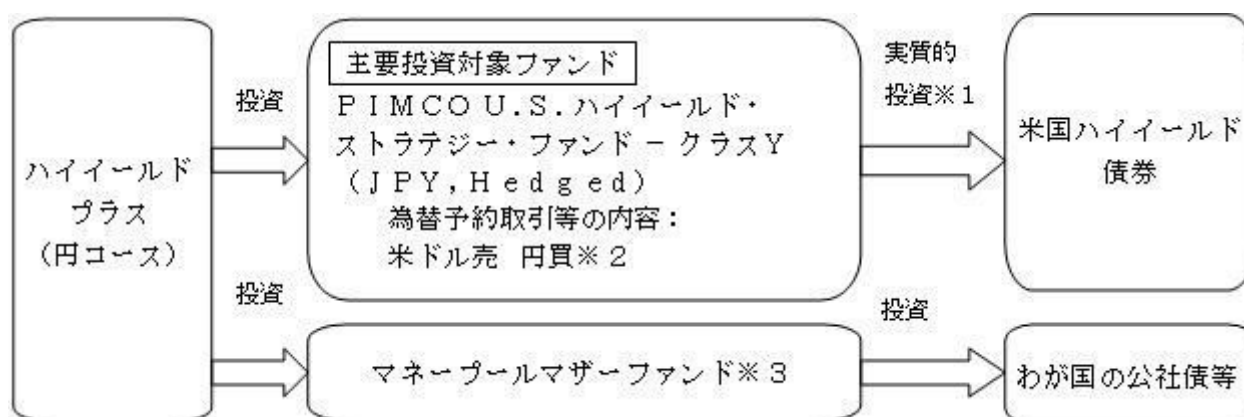 ハイイールド
プラス
(円コース)
投資
投資
主要投資対象ファンド
PIMCO U.S.ハイイールド・
ストラテジー・ファンド－クラスY
(JPY,Hedged)
為替予約取引等の内容:
米ドル売 円買※2
マネープールマザーファンド※3
実質的
投資※1
投資
米国ハイイールド
債券
わが国の公社債等